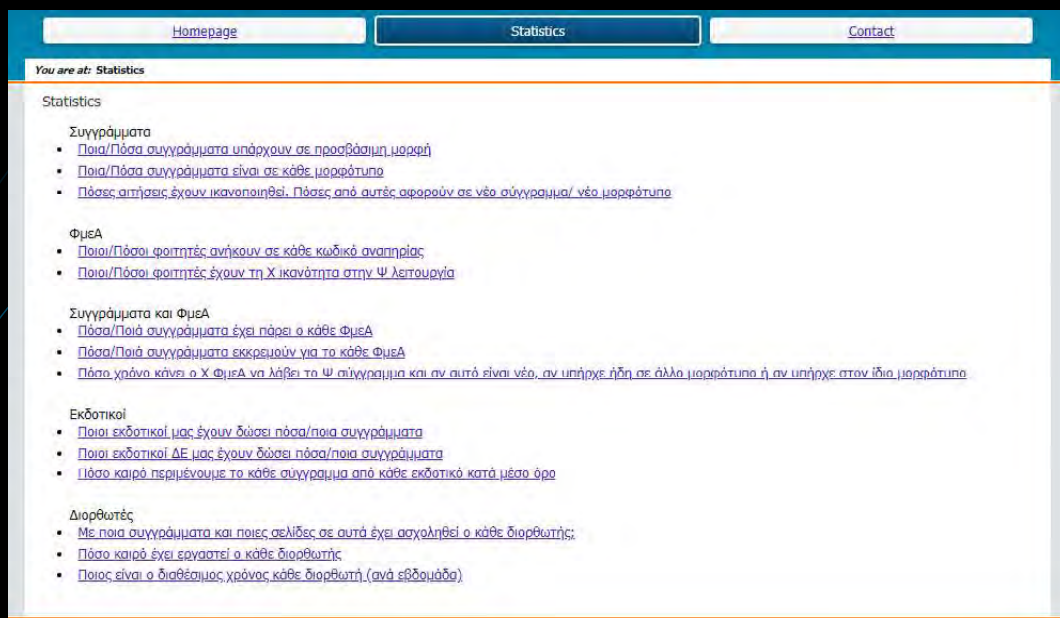 Homepage
Statistics
Contact
You are at: Statistics
Statistics
Συγγράμματα
Ποια/Πόσα συγγράμματα υπάρχουν σε προσβάσιμη μορφή
Ποια/Πόσα συγγράμματα είναι σε κάθε μορφότυπο
Πόσες αιτήσεις έχουν ικανοποιηθεί. Πόσες από αυτές αφορούν σε νέο σύγγραμμα/ νέο μορφότυπο
ΦμεΑ
Ποιοι/Πόσοι φοιτητές ανήκουν σε κάθε κωδικό αναπηρίας
Ποιοι/Πόσοι φοιτητές έχουν τη Χ ικανότητα στην Ψ λειτουργία
Συγγράμματα και ΦμεΑ
Πόσα/Ποιά συγγράμματα έχει πάρει ο κάθε ΦμεΑ
Πόσα/Ποιά συγγράμματα εκκρεμούν για το κάθε ΦμεΑ
Πόσο χρόνο κάνει ο Χ ΦμεΑ να λάβει το Ψ σύγγραμμα και αν αυτό είναι νέο, αν υπήρχε ήδη σε άλλο μορφότυπο ή αν υπήρχε στον ίδιο μορφότυπο
Εκδοτικοί
Ποιοι εκδοτικοί μας έχουν δώσει πόσα/ποια συγγράμματα
Ποιοι εκδοτικοί ΔΕ μας έχουν δώσει πόσα/ποια συγγράμματα
Πόσο καιρό περιμένουμε το κάθε σύγγραμμα από κάθε εκδοτικό κατά μέσο όρο
Διορθωτές
Με ποια συγγράμματα και ποιες σελίδες σε αυτά έχει ασχοληθεί ο κάθε διορθωτής;
Πόσο καιρό έχει εργαστεί ο κάθε διορθωτής
Ποιος είναι ο διαθέσιμος χρόνος κάθε διορθωτή (ανά εβδομάδα)